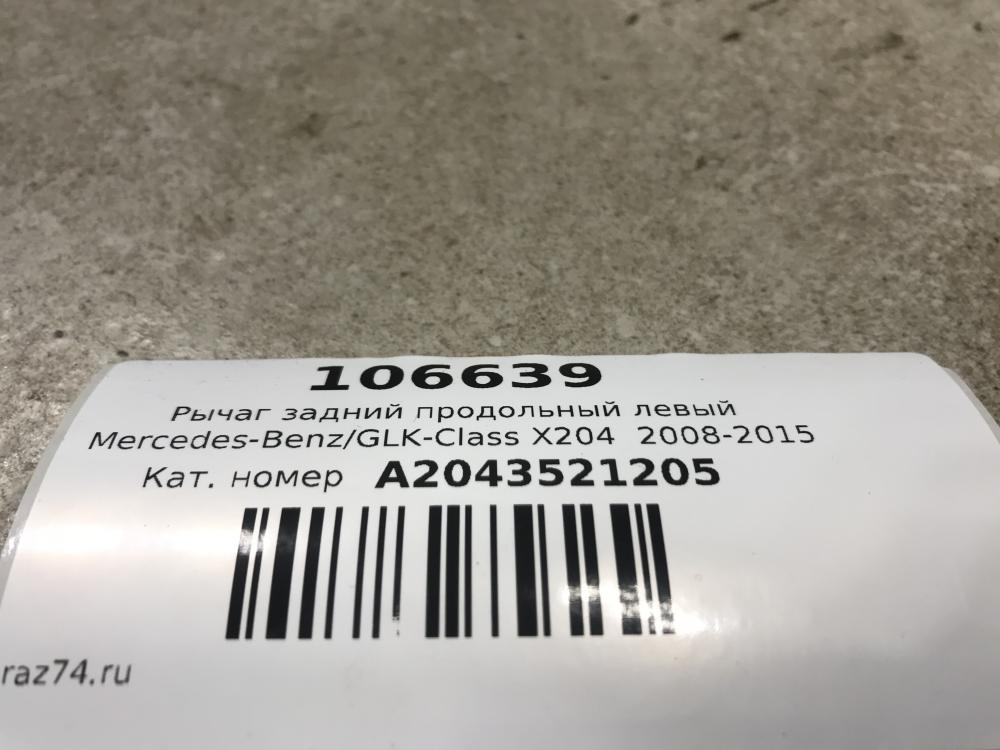 106639
Рычаг задний продольный левый
Mercedes-Benz/GLK-Class X204 2008-2015
Кат. номер A2043521205
raz74.ru